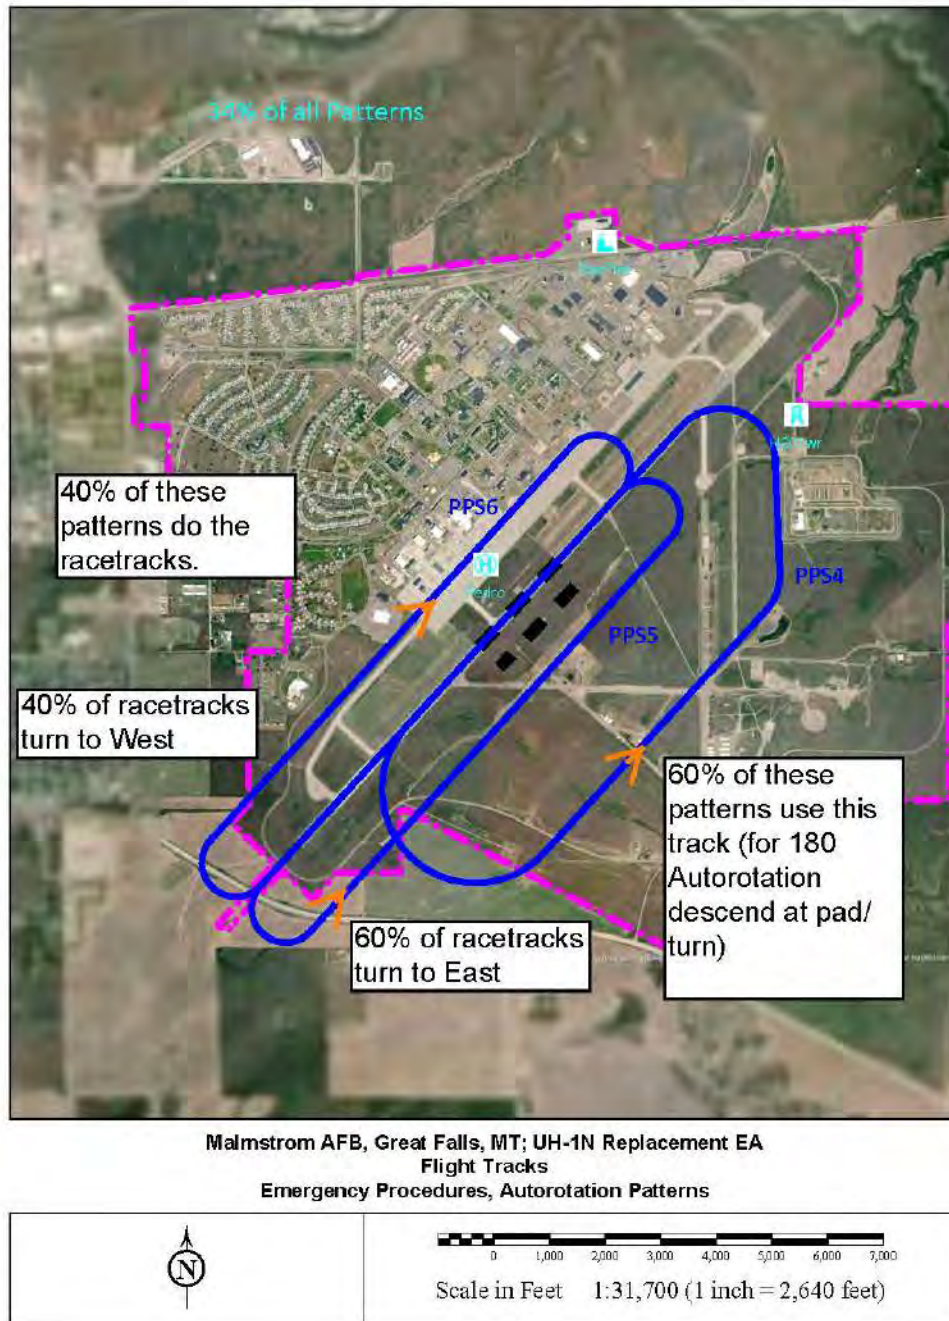 34% of all Patterns
40% of these
patterns do the
racetracks.
PPS6
PPS4
PPS5
40% of racetracks
turn to West
60% of these
patterns use this
track (for 180
Autorotation
descend at pad/
turn)
60% of racetracks
turn to East
Malmstrom AFB, Great Falls, MT; UH-1N Replacement EA
Flight Tracks
Emergency Procedures, Autorotation Patterns
N
0 1,000 2,000 3,000 4,000 5,000 6,000 7,000
Scale in Feet 1:31,700 (1 inch = 2,640 feet)